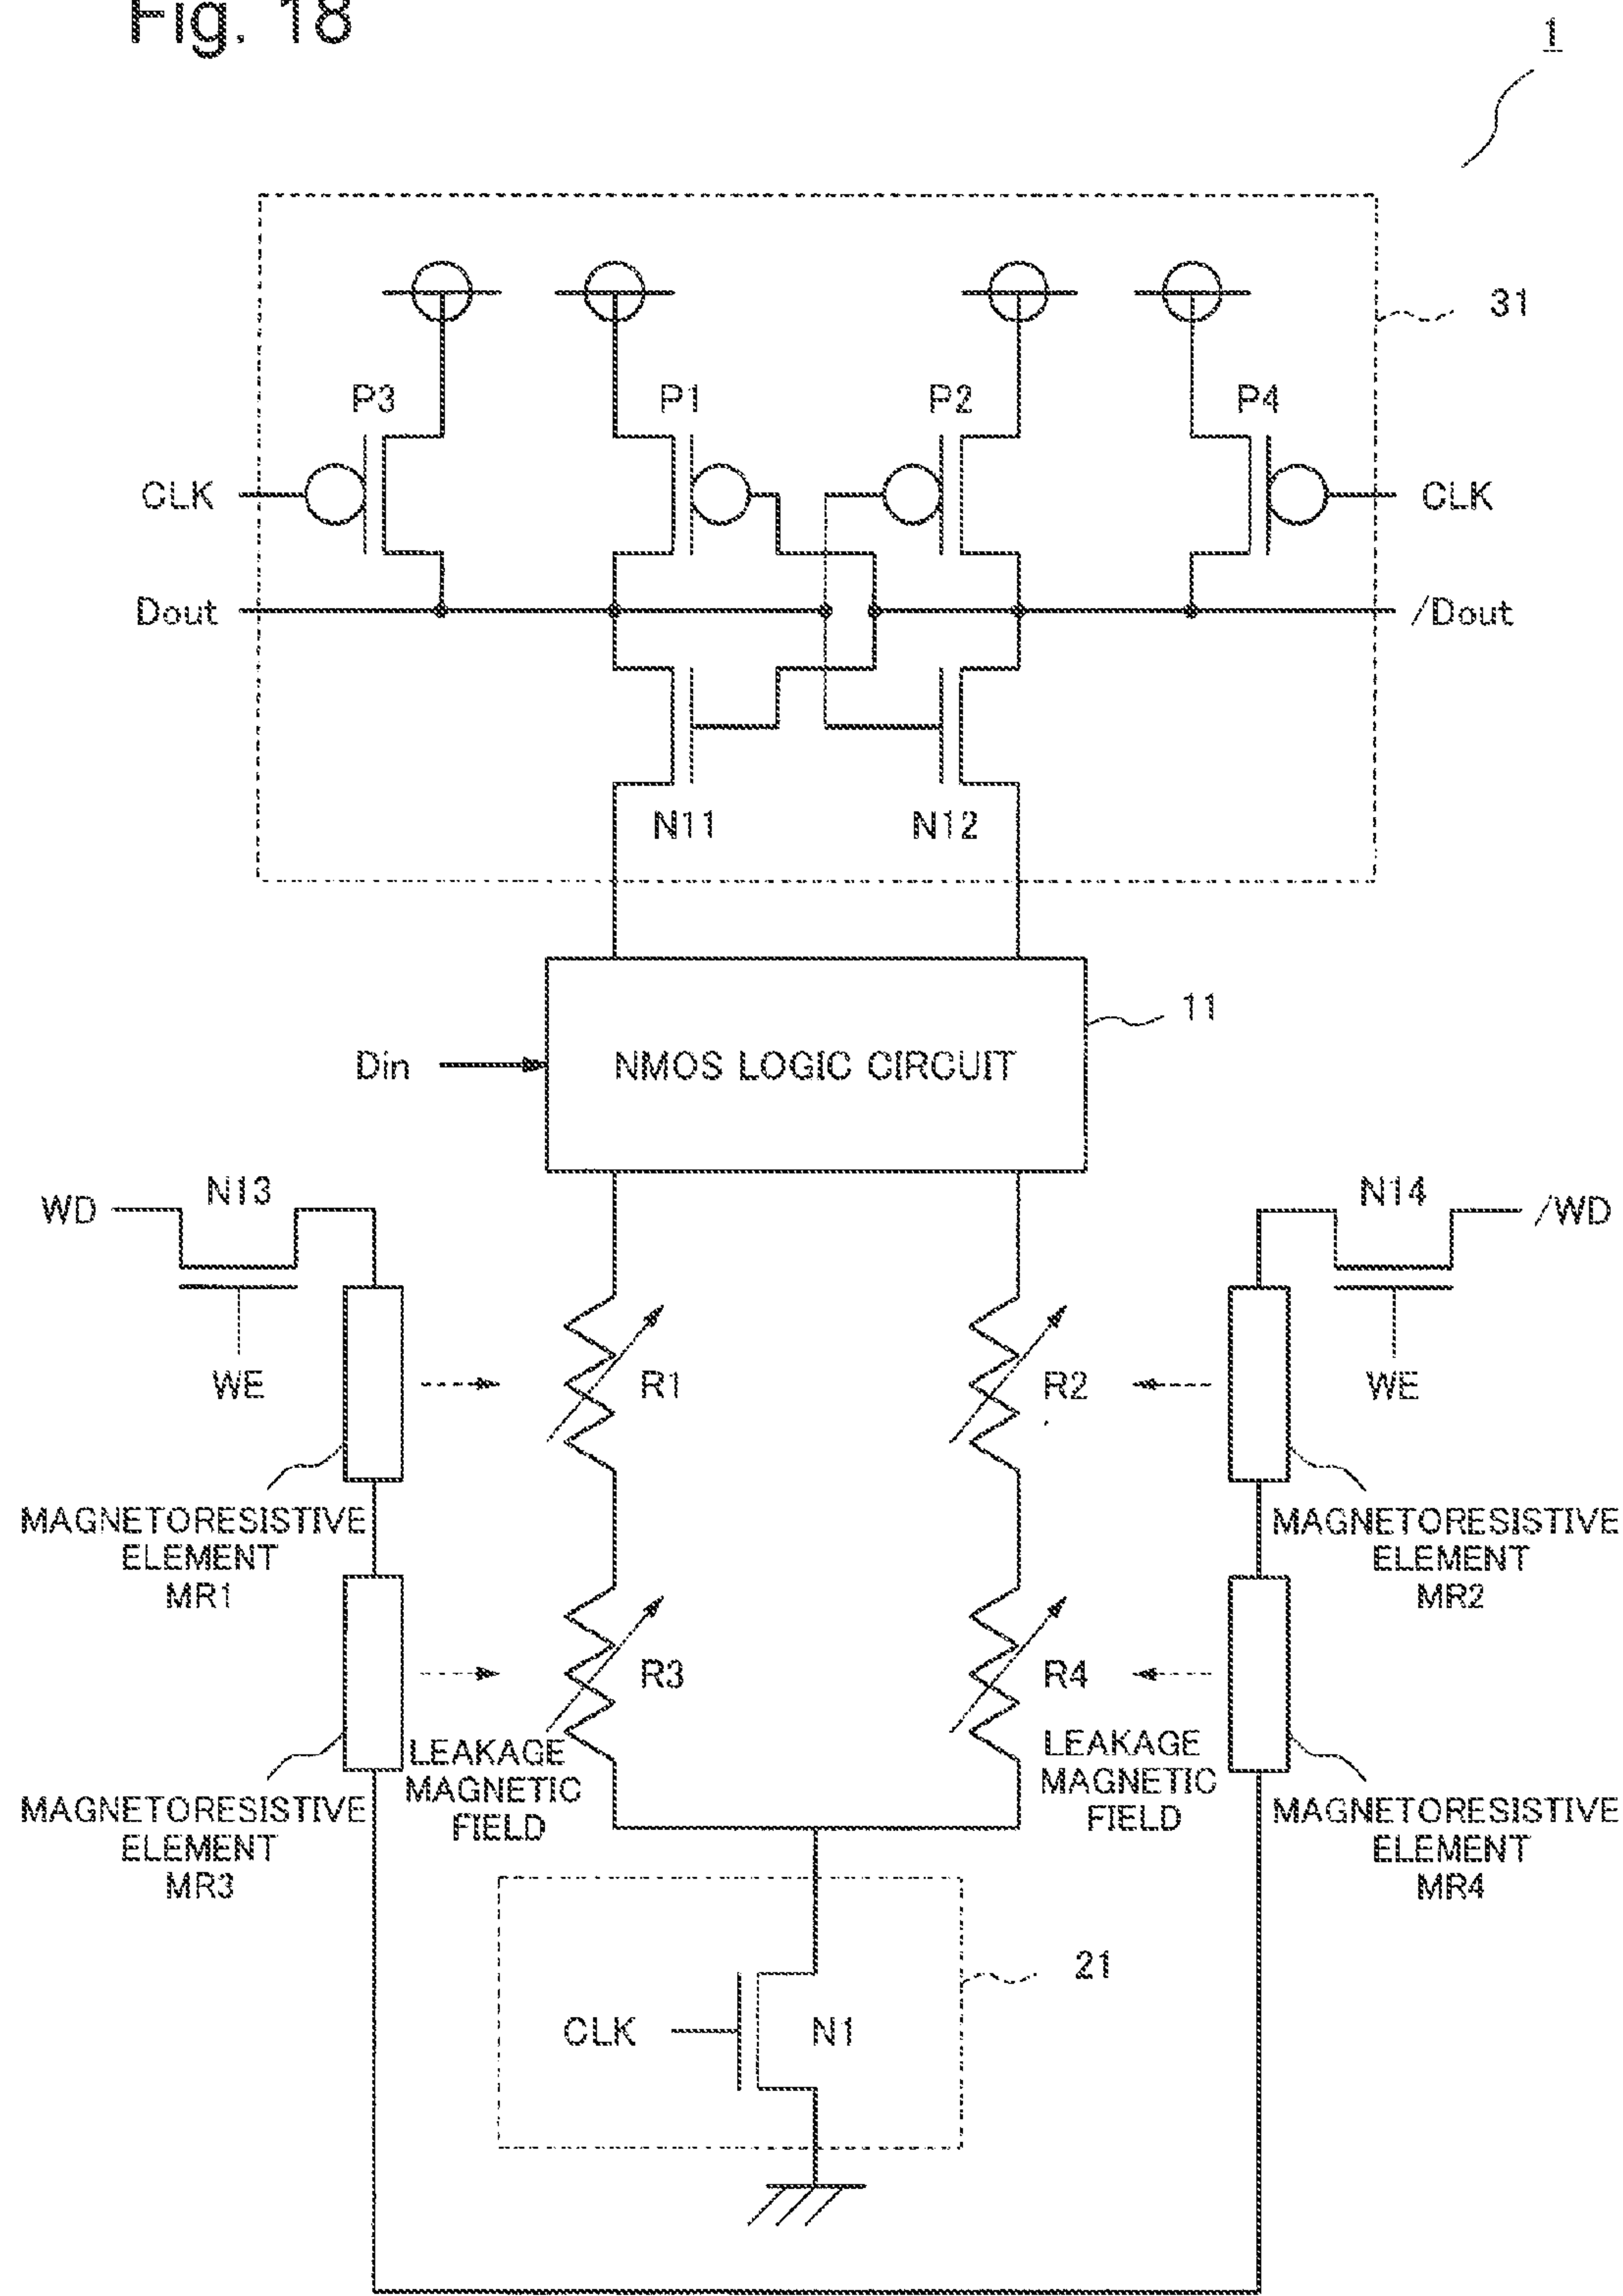 Fig. 18
1
31
P3
P1
P2
P4
CLK
CLK
Dout
/Dout
N11
N12
11
Din
NMOS LOGIC CIRCUIT
WD
N13
N14
/WD
WE
R1
R2
WE
MAGNETORESISTIVE
ELEMENT
MR1
MAGNETORESISTIVE
ELEMENT
MR2
R3
R4
LEAKAGE
MAGNETIC
FIELD
LEAKAGE
MAGNETIC
FIELD
MAGNETORESISTIVE
ELEMENT
MR3
MAGNETORESISTIVE
ELEMENT
MR4
21
CLK
N1